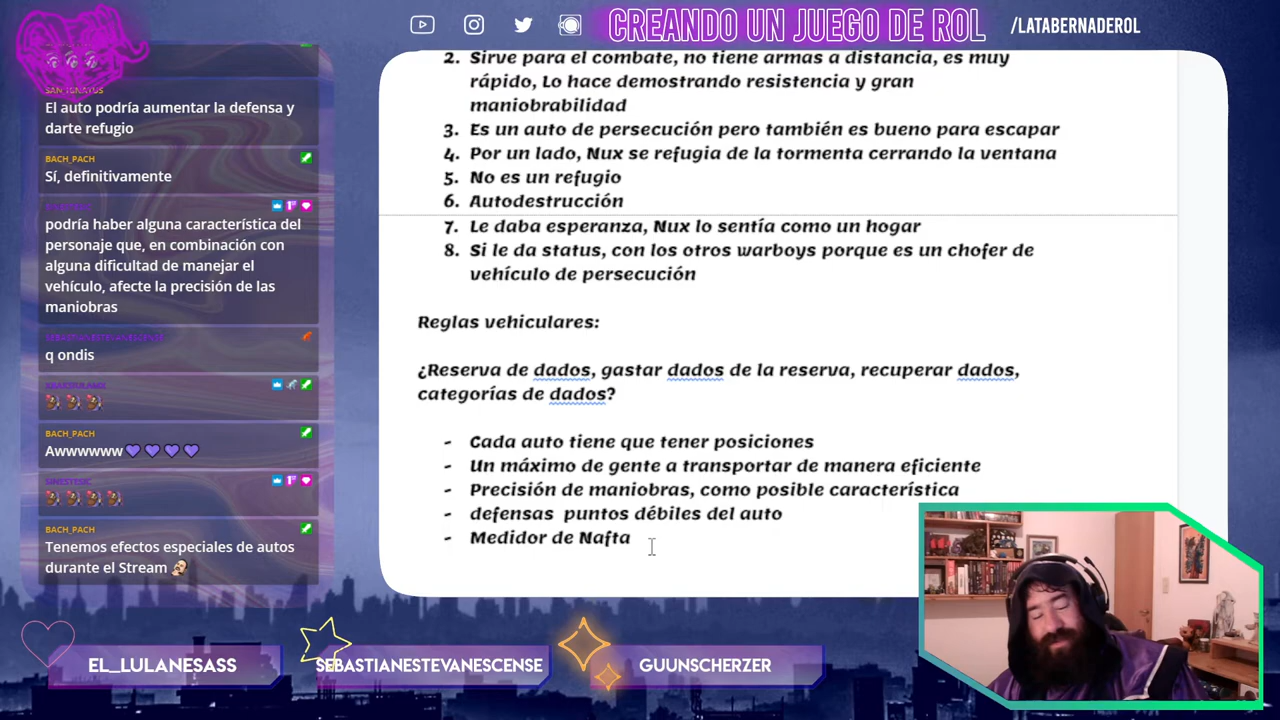 CREANDO UN JUEGO DE ROL
/LATABERNADEROL
SAN_IGNATUS
El auto podría aumentar la defensa y
darte refugio
BACH_PACH
Sí, definitivamente
podría haber alguna característica del
personaje que, en combinación con
alguna dificultad de manejar el
vehículo, afecte la precisión de las
maniobras
SEBASTIANESTEVANESCENSE
q ondis
BACH_PACH
Awwwwww
SINESTESIC
BACH_PACH
Tenemos efectos especiales de autos
durante el Stream
2. Sirve para el combate, no tiene armas a distancia, es muy
rápido, Lo hace demostrando resistencia y gran
maniobrabilidad
3. Es un auto de persecución pero también es bueno para escapar
4. Por un lado, Nux se refugia de la tormenta cerrando la ventana
5. No es un refugio
6. Autodestrucción
7. Le daba esperanza, Nux lo sentía como un hogar
8. Si le da status, con los otros warboys porque es un chofer de
vehículo de persecución
Reglas vehiculares:
¿Reserva de dados, gastar dados de la reserva, recuperar dados,
categorías de dados?
- Cada auto tiene que tener posiciones
- Un máximo de gente a transportar de manera eficiente
- Precisión de maniobras, como posible característica
- defensas puntos débiles del auto
- Medidor de Nafta
EL_LULANESASS
SEBASTIANESTEVANESCENSE
GUUNSCHERZER